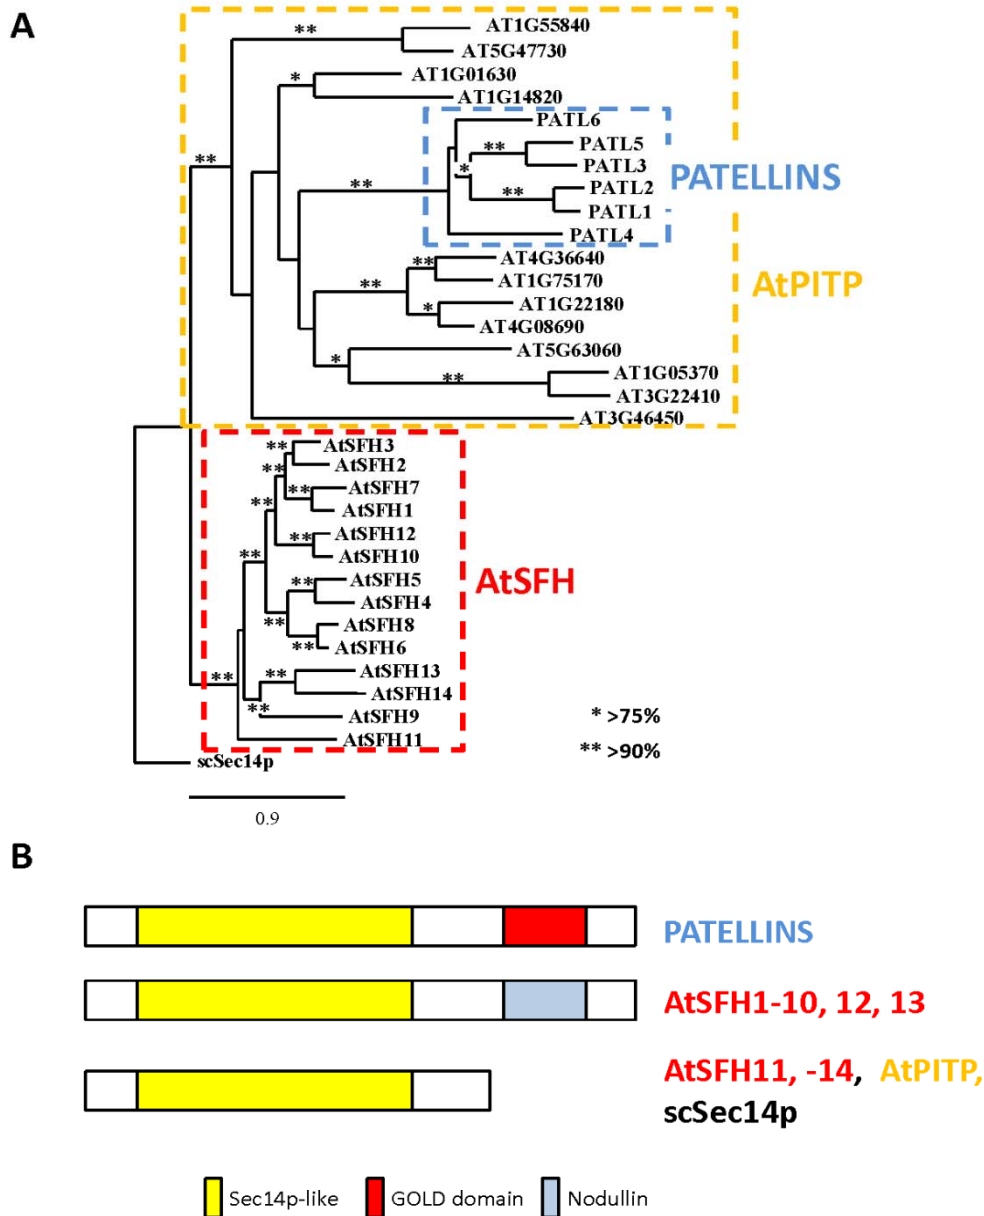 A
** AT1G55840
AT5G47730
* AT1G01630
AT1G14820
PATL6
** PATL5
** * PATL3
PATELLINS
** ** PATL2
PATL1
PATL4
** AT4G36640
** AT1G75170
AtPITP
* AT1G22180
AT4G08690
* AT5G63060
** AT1G05370
AT3G22410
AT3G46450
** AtSFH3
** AtSFH2
** AtSFH7
** AtSFH1
** AtSFH12
** AtSFH10
** AtSFH5
AtSFH
AtSFH4
** AtSFH8
** AtSFH6
** ** AtSFH13
AtSFH14
** AtSFH9
AtSFH11
* >75%
** >90%
scSec14p
0.9
B
PATELLINS
AtSFH1-10, 12, 13
AtSFH11, -14, AtPITP,
scSec14p
Sec14p-like GOLD domain Nodullin